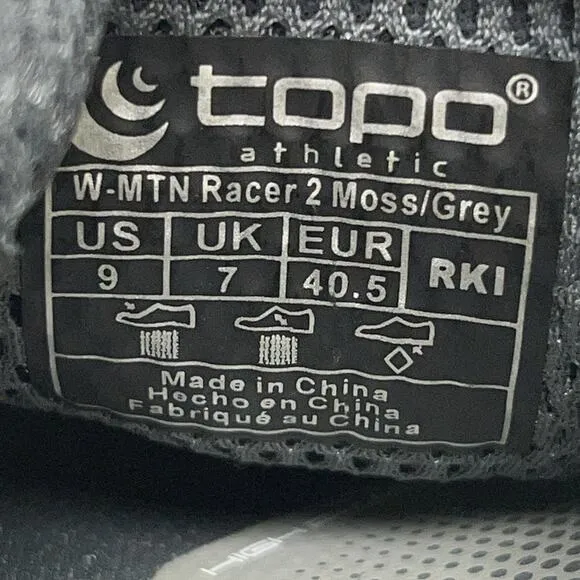 topo®
athletic
W-MTN Racer 2 Moss/Grey
US UK EUR RKI
9 7 40.5
Made in China
Hecho en China
Fabriqué au China
HIGH